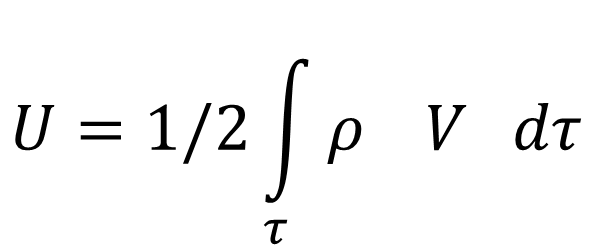 U = 1/2 ∫ ρ V dτ
τ